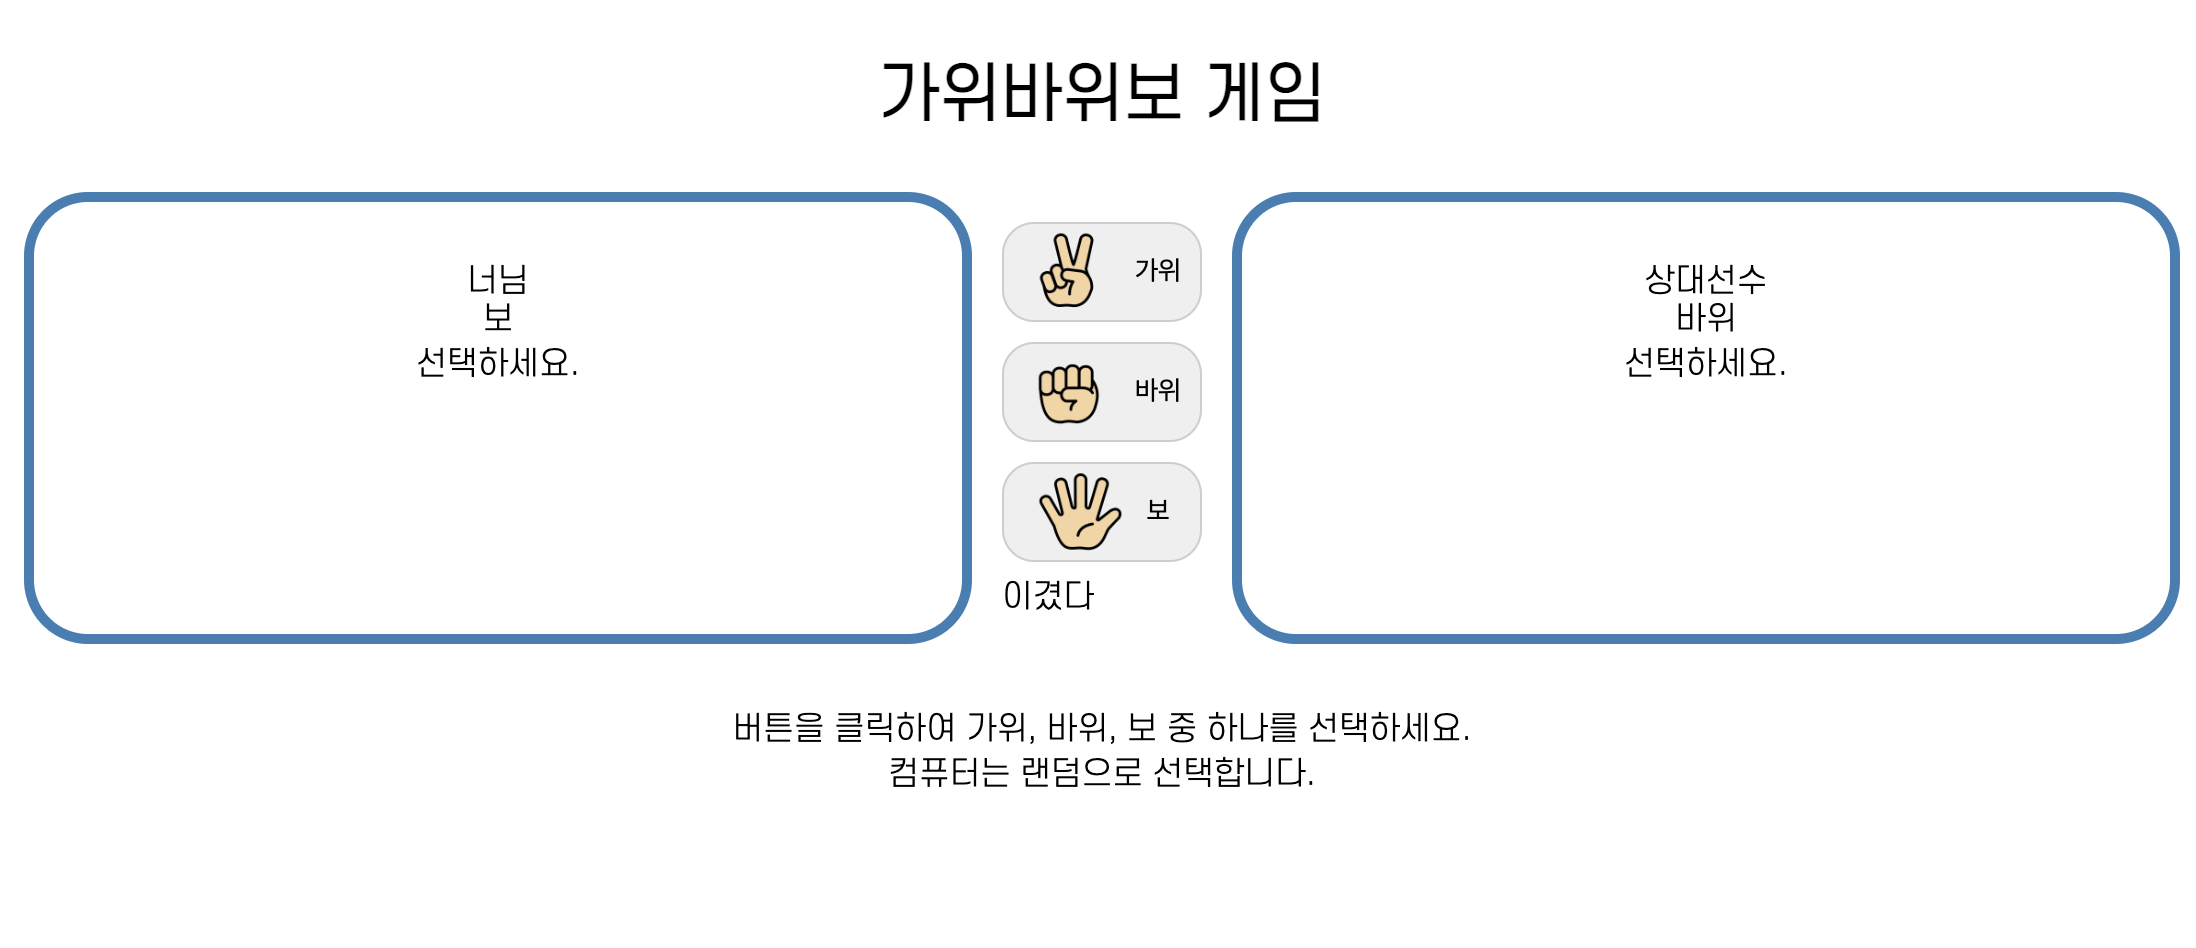 가위바위보 게임
너님
보
선택하세요.
가위
바위
보
이겼다
상대선수
바위
선택하세요.
버튼을 클릭하여 가위, 바위, 보 중 하나를 선택하세요.
컴퓨터는 랜덤으로 선택합니다.